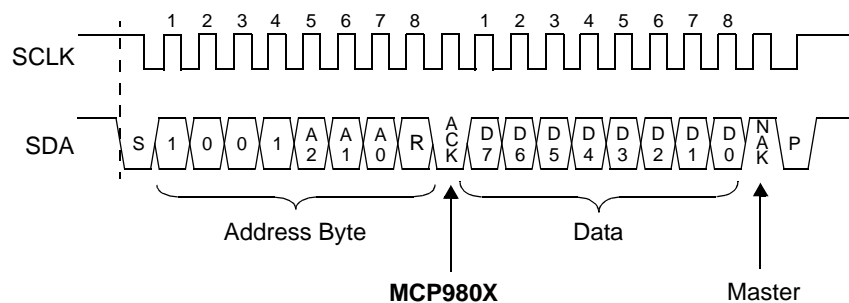 1 2 3 4 5 6 7 8 1 2 3 4 5 6 7 8
SCLK
SDA
S 1 0 0 1 A2 A1 A0 R ACK D7 D6 D5 D4 D3 D2 D1 D0 NAK P
Address Byte Data
MCP980X Master